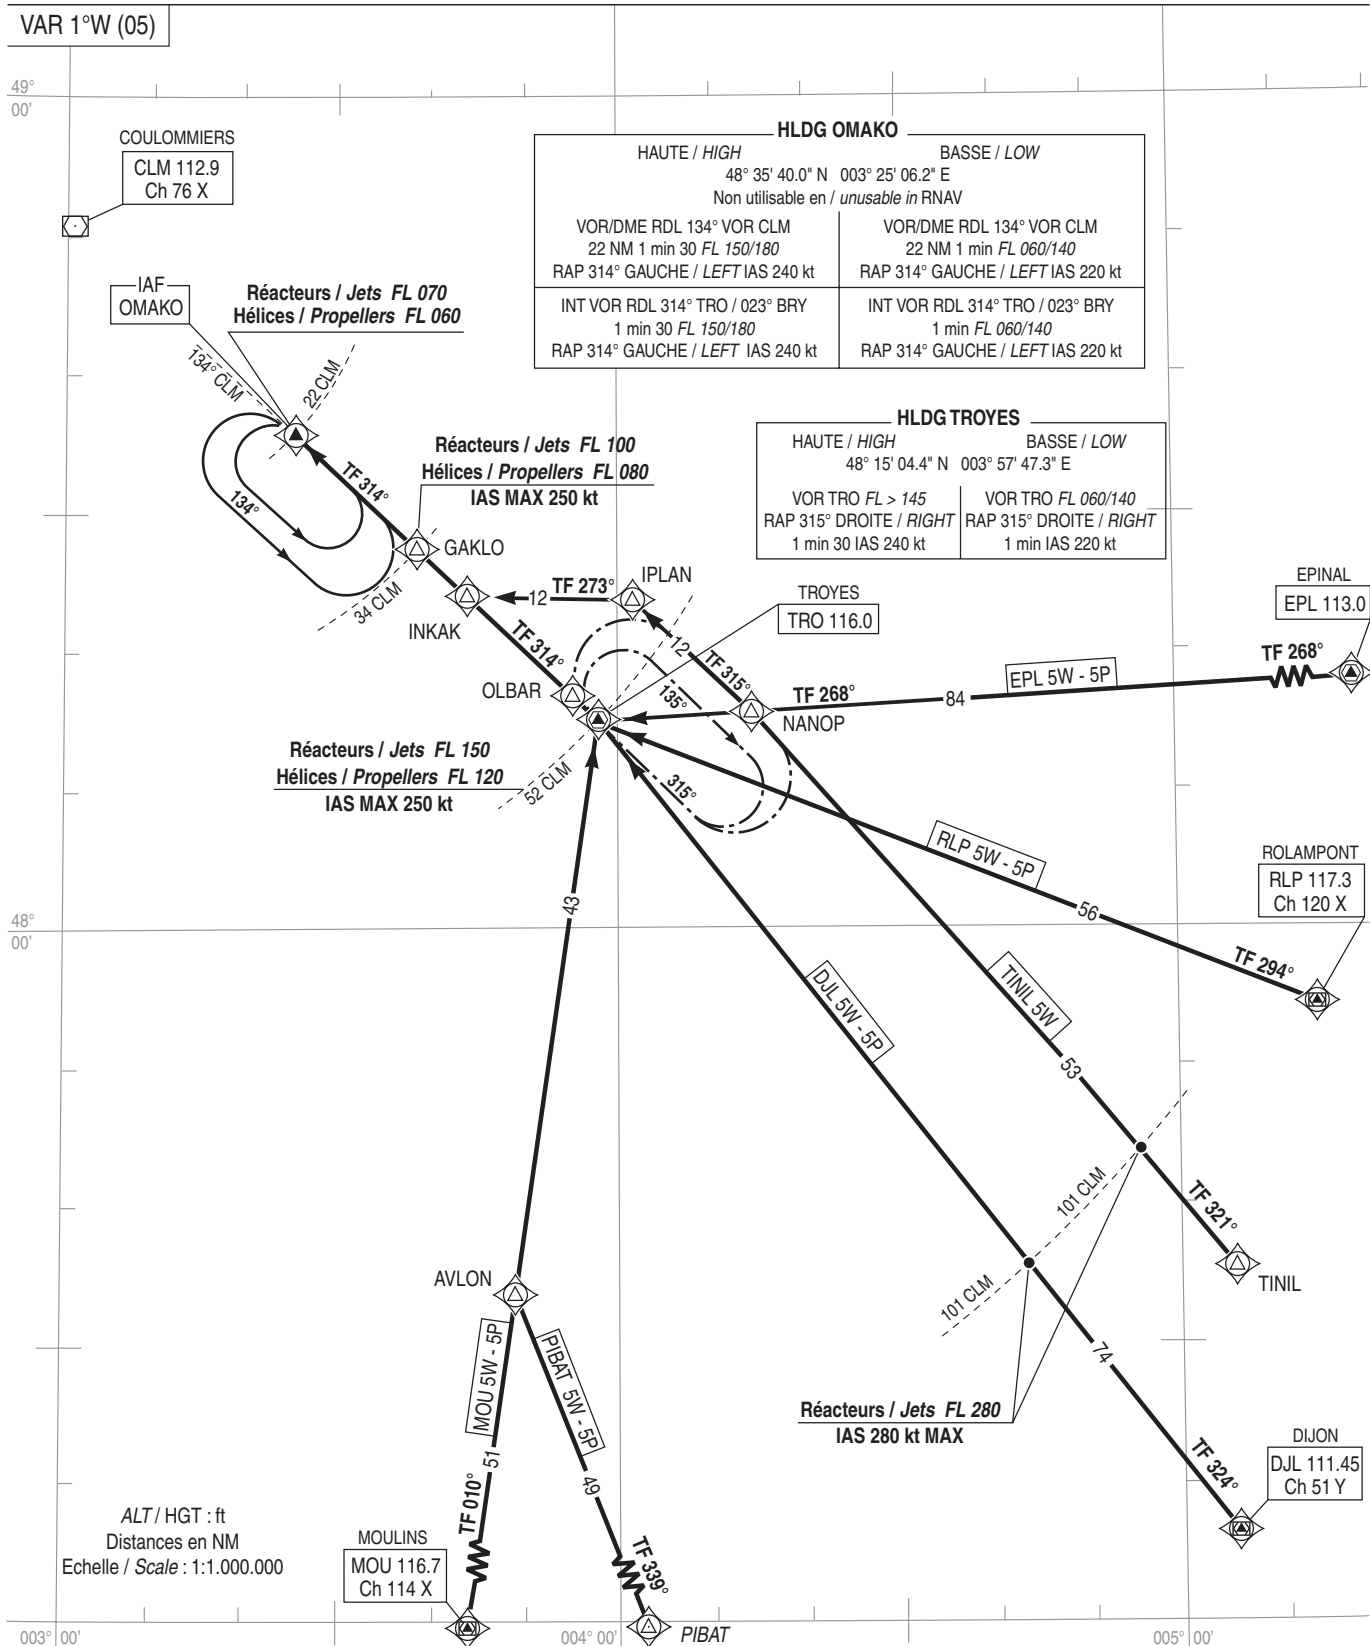 VAR 1°W (05)
49°
00'
COULOMMIERS
CLM 112.9
Ch 76 X
HLDG OMAKO
HAUTE / HIGH BASSE / LOW
48° 35' 40.0" N 003° 25' 06.2" E
Non utilisable en / unusable in RNAV
VOR/DME RDL 134° VOR CLM
22 NM 1 min 30 FL 150/180
RAP 314° GAUCHE / LEFT IAS 240 kt
VOR/DME RDL 134° VOR CLM
22 NM 1 min FL 060/140
RAP 314° GAUCHE / LEFT IAS 220 kt
INT VOR RDL 314° TRO / 023° BRY
1 min 30 FL 150/180
RAP 314° GAUCHE / LEFT IAS 240 kt
INT VOR RDL 314° TRO / 023° BRY
1 min FL 060/140
RAP 314° GAUCHE / LEFT IAS 220 kt
IAF
OMAKO
Réacteurs / Jets FL 070
Hélices / Propellers FL 060
134° CLM
22 CLM
HLDG TROYES
HAUTE / HIGH BASSE / LOW
48° 15' 04.4" N 003° 57' 47.3" E
VOR TRO FL > 145
RAP 315° DROITE / RIGHT
1 min 30 IAS 240 kt
VOR TRO FL 060/140
RAP 315° DROITE / RIGHT
1 min IAS 220 kt
Réacteurs / Jets FL 100
Hélices / Propellers FL 080
IAS MAX 250 kt
TF 314°
134°
GAKLO
34 CLM
INKAK
12
TF 273°
IPLAN
TROYES
TRO 116.0
EPINAL
EPL 113.0
TF 314°
12
TF 315°
OLBAR
135°
TF 268°
NANOP
84
EPL 5W - 5P
TF 268°
Réacteurs / Jets FL 150
Hélices / Propellers FL 120
IAS MAX 250 kt
52 CLM
315°
RLP 5W - 5P
56
TF 294°
ROLAMPONT
RLP 117.3
Ch 120 X
43
48°
00'
DJL 5W - 5P
TINIL 5W
53
101 CLM
TF 321°
TINIL
101 CLM
AVLON
MOU 5W - 5P
PIBAT 5W - 5P
74
Réacteurs / Jets FL 280
IAS 280 kt MAX
51
49
TF 324°
DIJON
DJL 111.45
Ch 51 Y
TF 010°
TF 339°
ALT / HGT : ft
Distances en NM
Echelle / Scale : 1:1.000.000
MOULINS
MOU 116.7
Ch 114 X
PIBAT
003° 00'
004° 00'
005° 00'